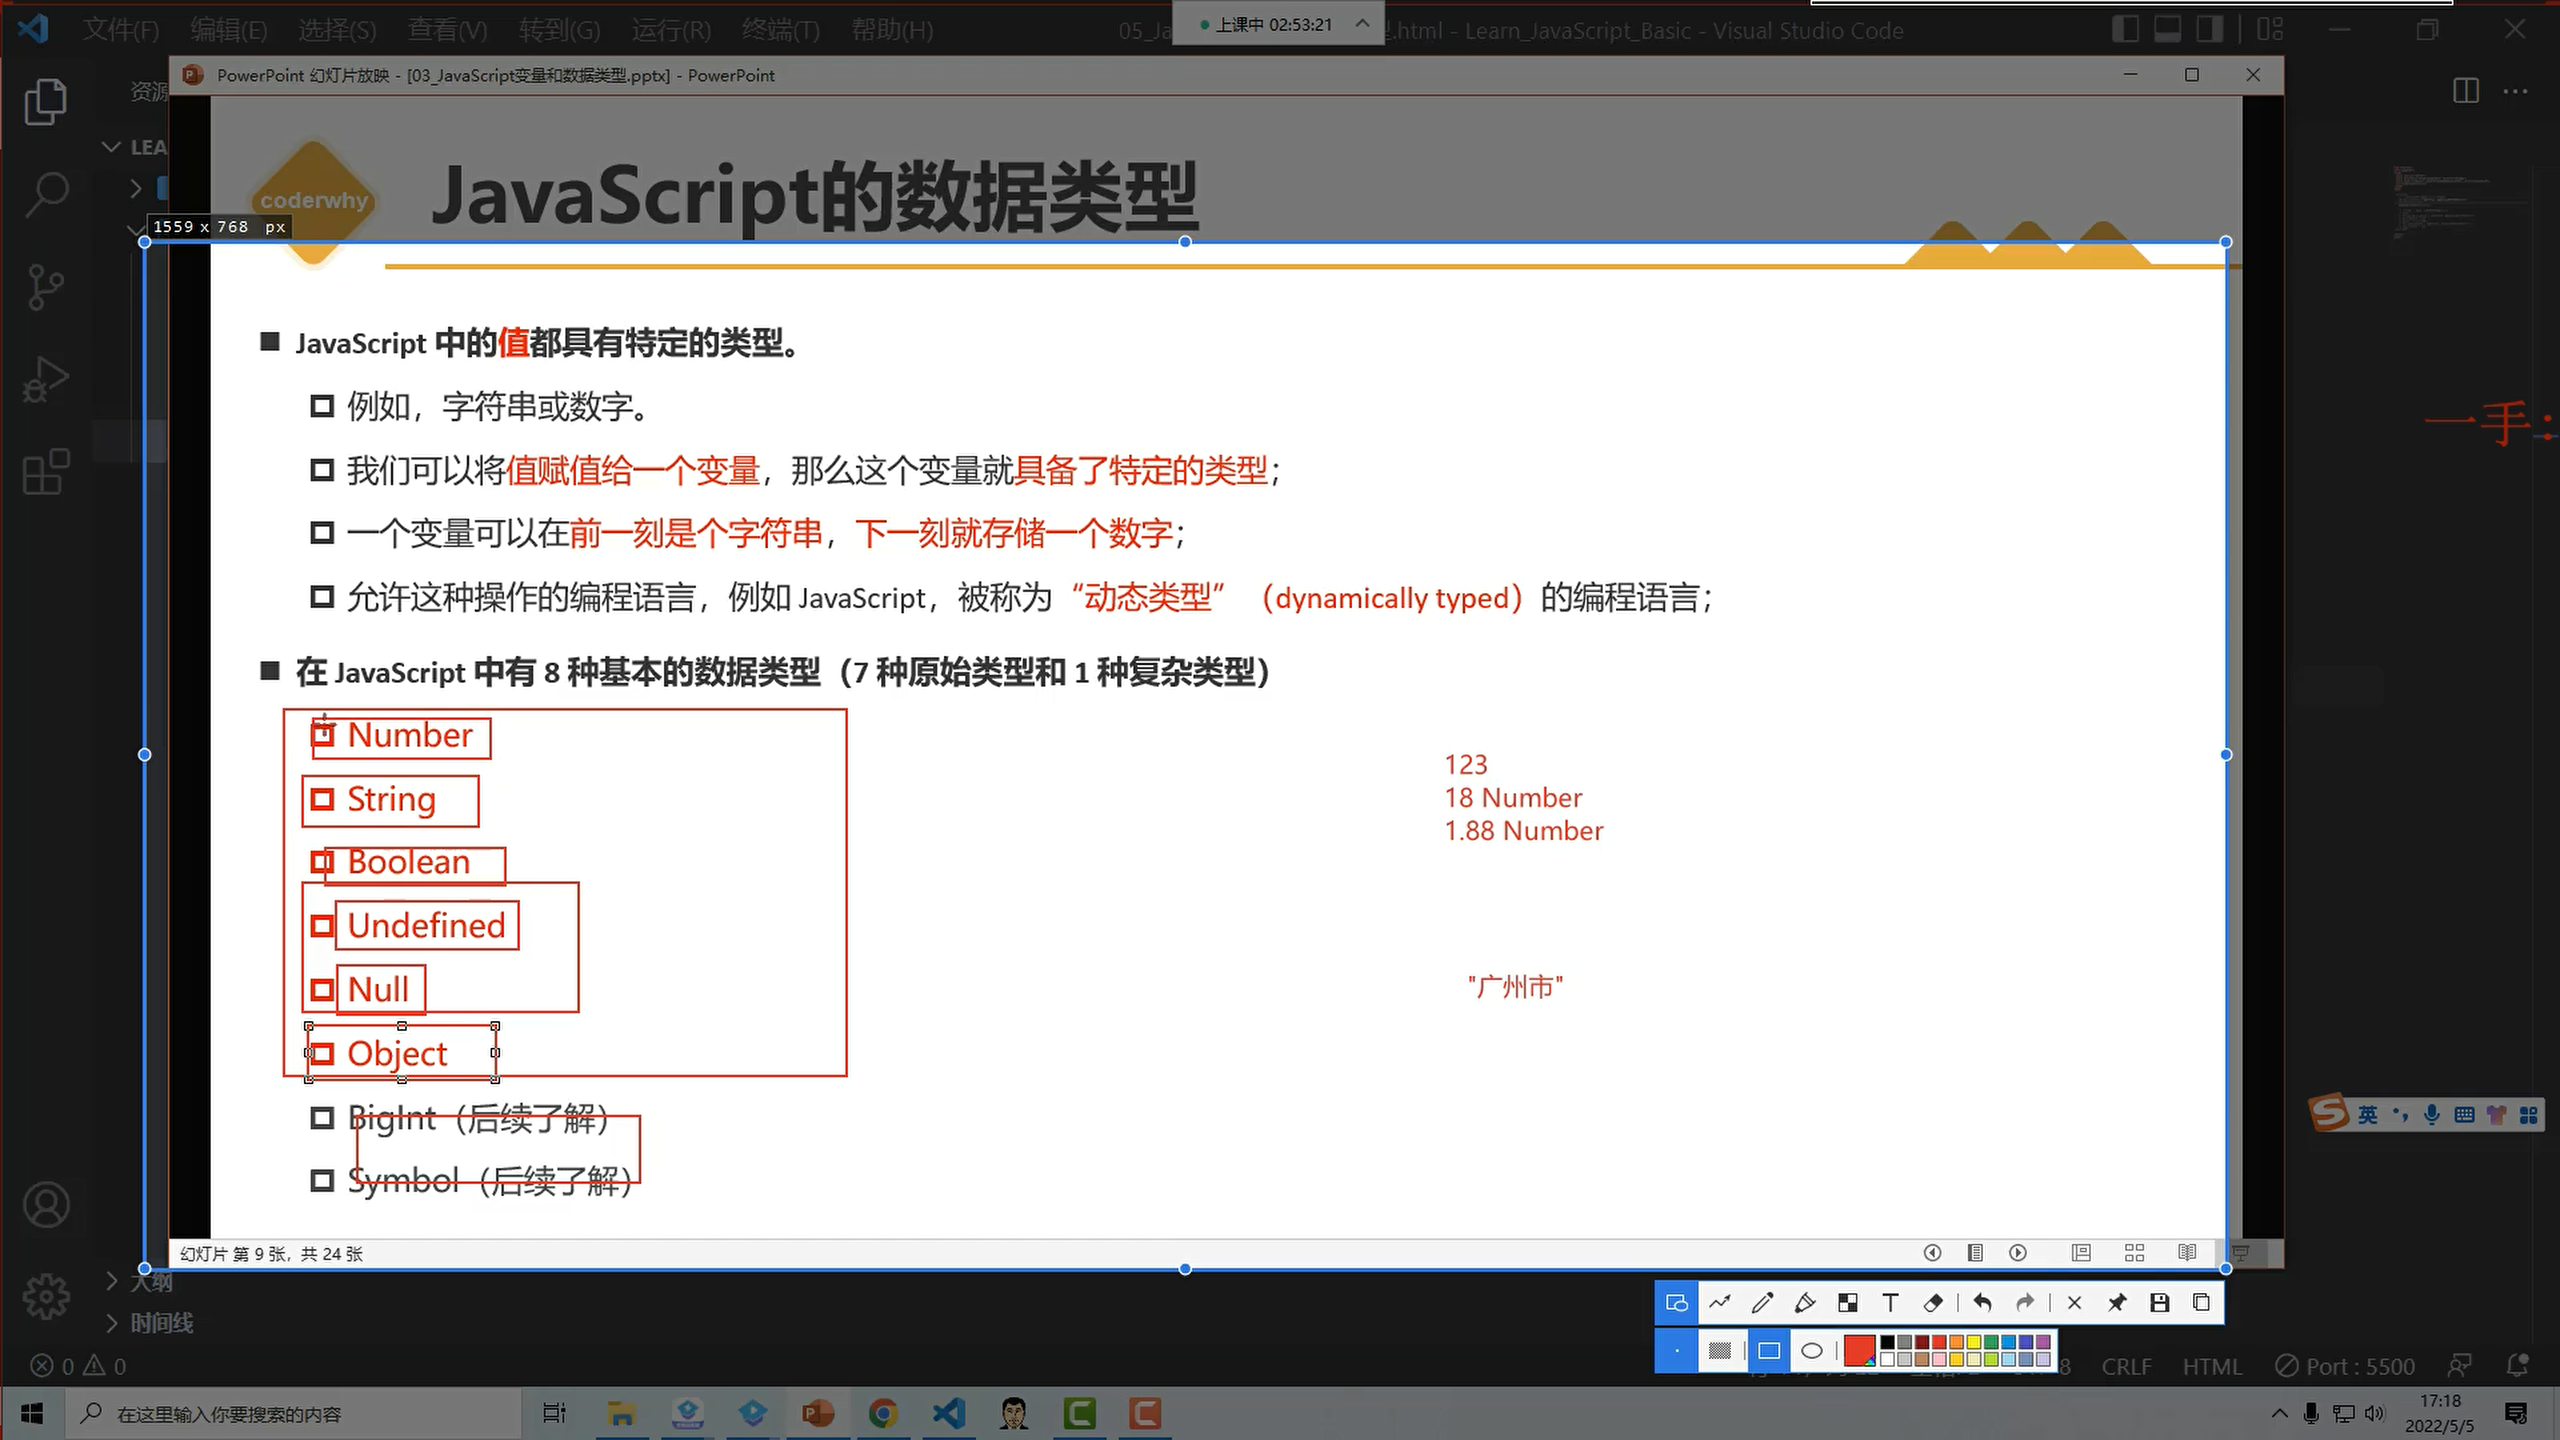 文件(F) 编辑(E) 选择(S) 查看(V) 转到(G) 运行(R) 终端(T) 帮助(H)
05_Ja
上课中 02:53:21
.html - Learn_JavaScript_Basic - Visual Studio Code
资源
PowerPoint 幻灯片放映 - [03_JavaScript变量和数据类型.pptx] - PowerPoint
LEA
coderwhy
JavaScript的数据类型
1559 x 768 px
JavaScript 中的值都具有特定的类型。
例如，字符串或数字。
我们可以将值赋值给一个变量，那么这个变量就具备了特定的类型；
一个变量可以在前一刻是个字符串，下一刻就存储一个数字；
允许这种操作的编程语言，例如 JavaScript，被称为“动态类型”（dynamically typed）的编程语言；
一手：
在 JavaScript 中有 8 种基本的数据类型（7 种原始类型和 1 种复杂类型）
Number
String
Boolean
Undefined
Null
Object
BigInt（后续了解）
Symbol（后续了解）
123
18 Number
1.88 Number
"广州市"
英
幻灯片 第 9 张，共 24 张
大纲
时间线
0 0
8 CRLF HTML Port : 5500
在这里输入你要搜索的内容
17:18
2022/5/5